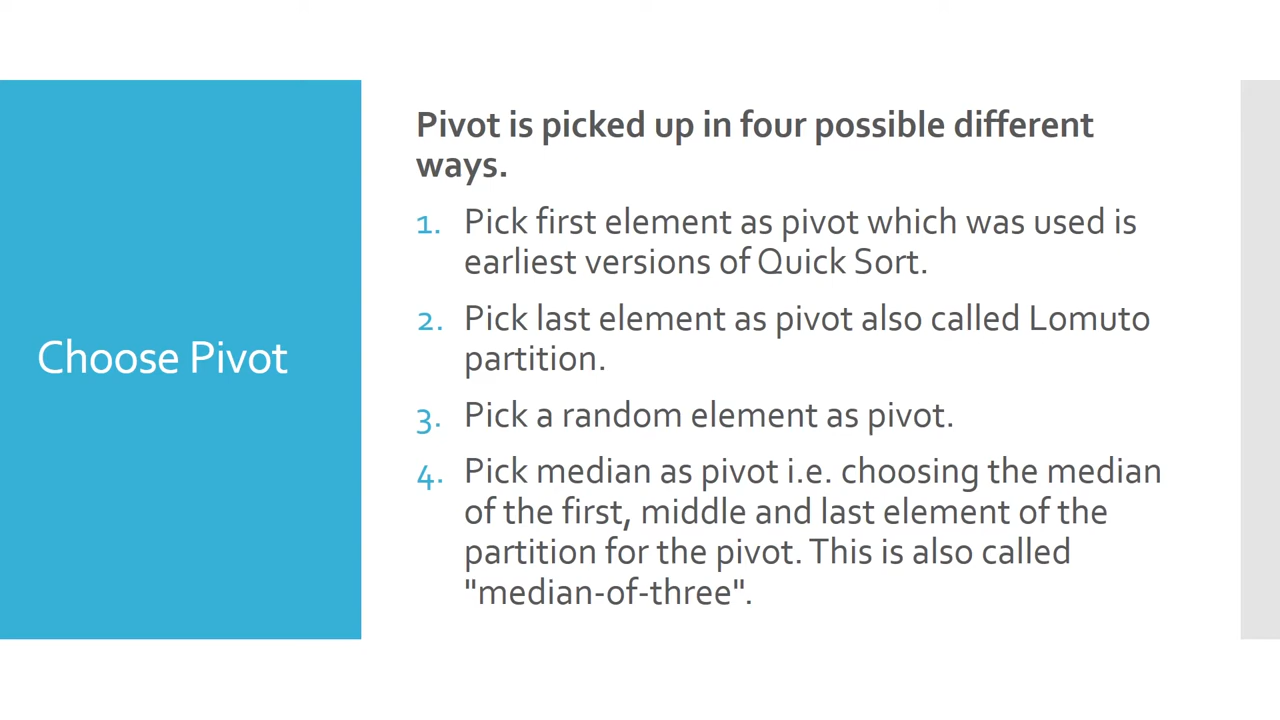 Choose Pivot
Pivot is picked up in four possible different
ways.
1. Pick first element as pivot which was used is
earliest versions of Quick Sort.
2. Pick last element as pivot also called Lomuto
partition.
3. Pick a random element as pivot.
4. Pick median as pivot i.e. choosing the median
of the first, middle and last element of the
partition for the pivot. This is also called
"median-of-three".